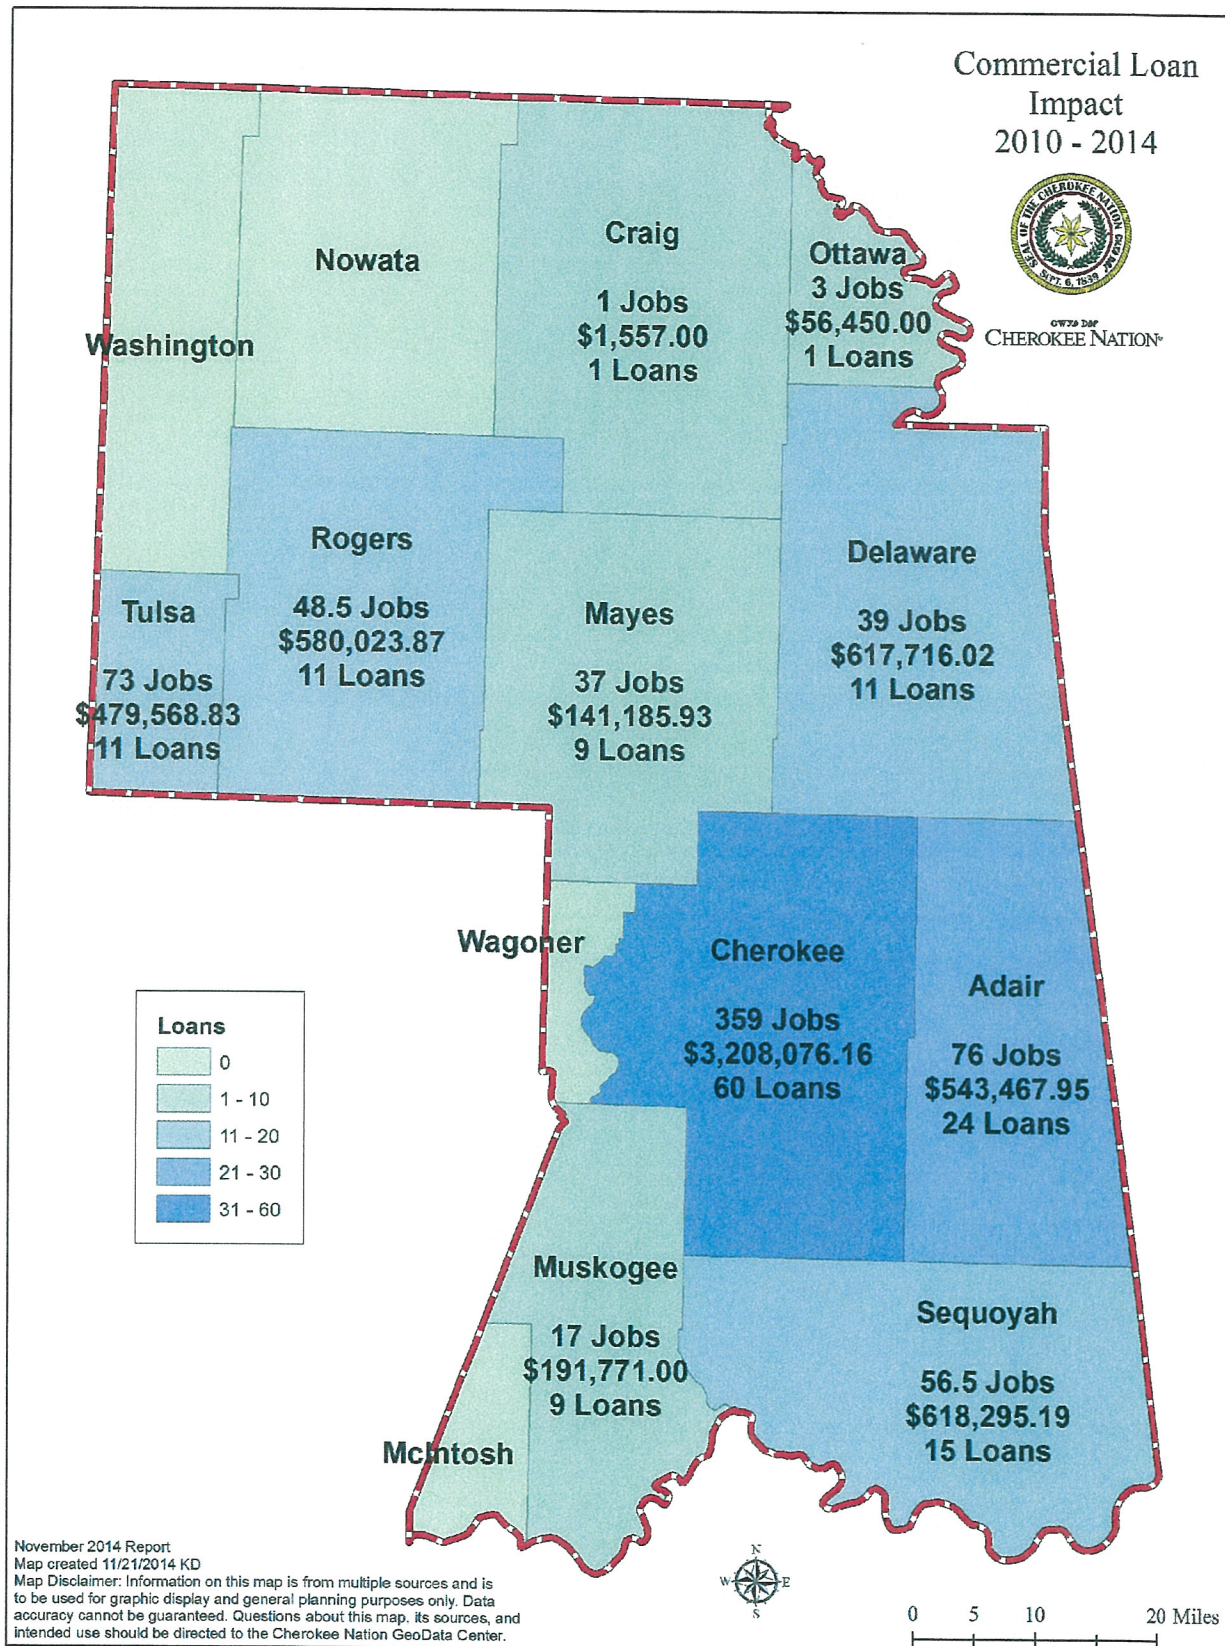 Commercial Loan
Impact
2010 - 2014
SEAL OF THE CHEROKEE NATION
SEPT. 6, 1839
CHEROKEE NATION
Nowata
Washington
Craig
1 Jobs
$1,557.00
1 Loans
Ottawa
3 Jobs
$56,450.00
1 Loans
Rogers
48.5 Jobs
$580,023.87
11 Loans
Tulsa
73 Jobs
$479,568.83
11 Loans
Mayes
37 Jobs
$141,185.93
9 Loans
Delaware
39 Jobs
$617,716.02
11 Loans
Wagoner
Cherokee
359 Jobs
$3,208,076.16
60 Loans
Adair
76 Jobs
$543,467.95
24 Loans
Loans
0
1 - 10
11 - 20
21 - 30
31 - 60
Muskogee
17 Jobs
$191,771.00
9 Loans
Sequoyah
56.5 Jobs
$618,295.19
15 Loans
McIntosh
November 2014 Report
Map created 11/21/2014 KD
Map Disclaimer: Information on this map is from multiple sources and is
to be used for graphic display and general planning purposes only. Data
accuracy cannot be guaranteed. Questions about this map, its sources, and
intended use should be directed to the Cherokee Nation GeoData Center.
N
W E
S
0 5 10 20 Miles